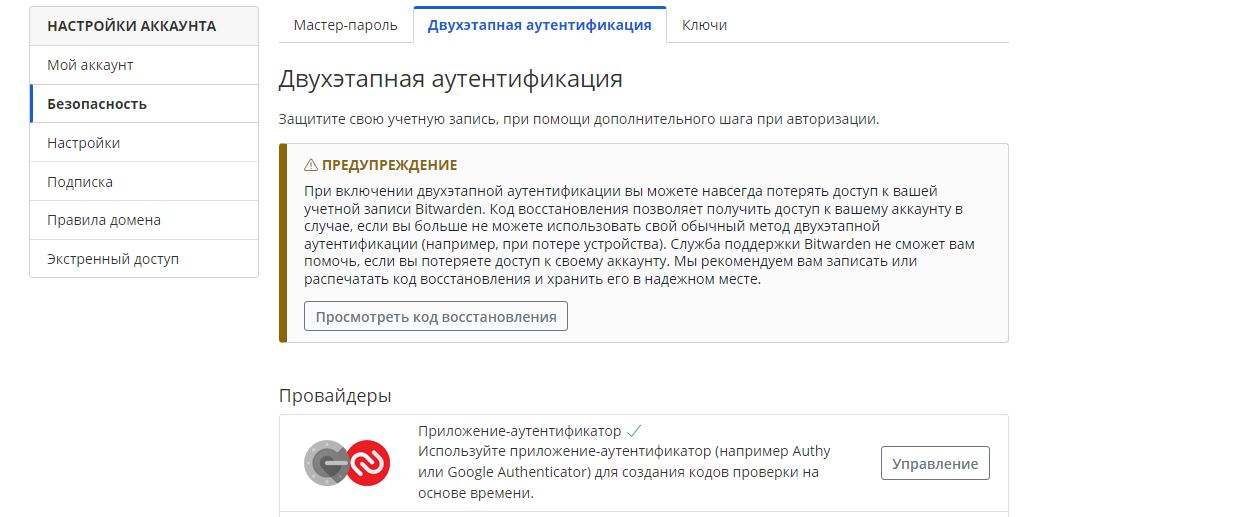 НАСТРОЙКИ АККАУНТА
Мой аккаунт
Безопасность
Настройки
Подписка
Правила домена
Экстренный доступ
Мастер-пароль
Двухэтапная аутентификация
Ключи
Двухэтапная аутентификация
Защитите свою учетную запись, при помощи дополнительного шага при авторизации.
ПРЕДУПРЕЖДЕНИЕ
При включении двухэтапной аутентификации вы можете навсегда потерять доступ к вашей
учетной записи Bitwarden. Код восстановления позволяет получить доступ к вашему аккаунту в
случае, если вы больше не можете использовать свой обычный метод двухэтапной
аутентификации (например, при потере устройства). Служба поддержки Bitwarden не сможет вам
помочь, если вы потеряете доступ к своему аккаунту. Мы рекомендуем вам записать или
распечатать код восстановления и хранить его в надежном месте.
Просмотреть код восстановления
Провайдеры
Приложение-аутентификатор
Используйте приложение-аутентификатор (например Authy
или Google Authenticator) для создания кодов проверки на
основе времени.
Управление